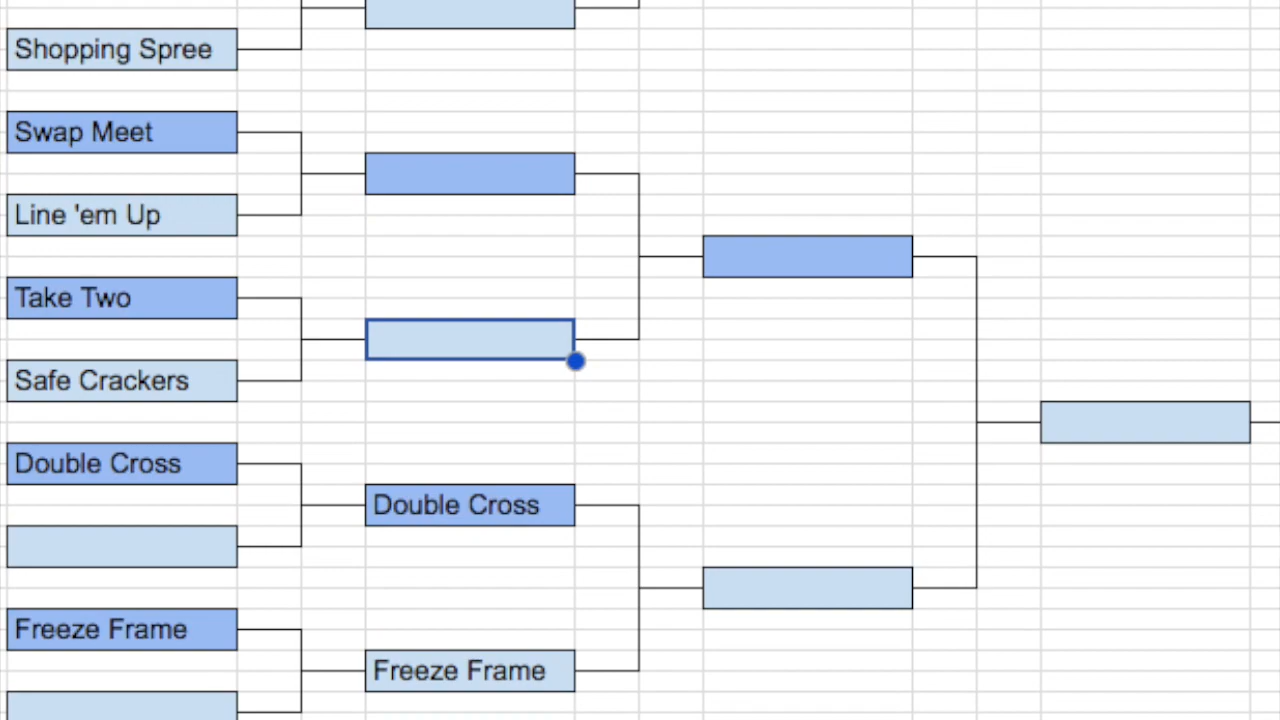 Shopping Spree
Swap Meet
Line 'em Up
Take Two
Safe Crackers
Double Cross
Double Cross
Freeze Frame
Freeze Frame